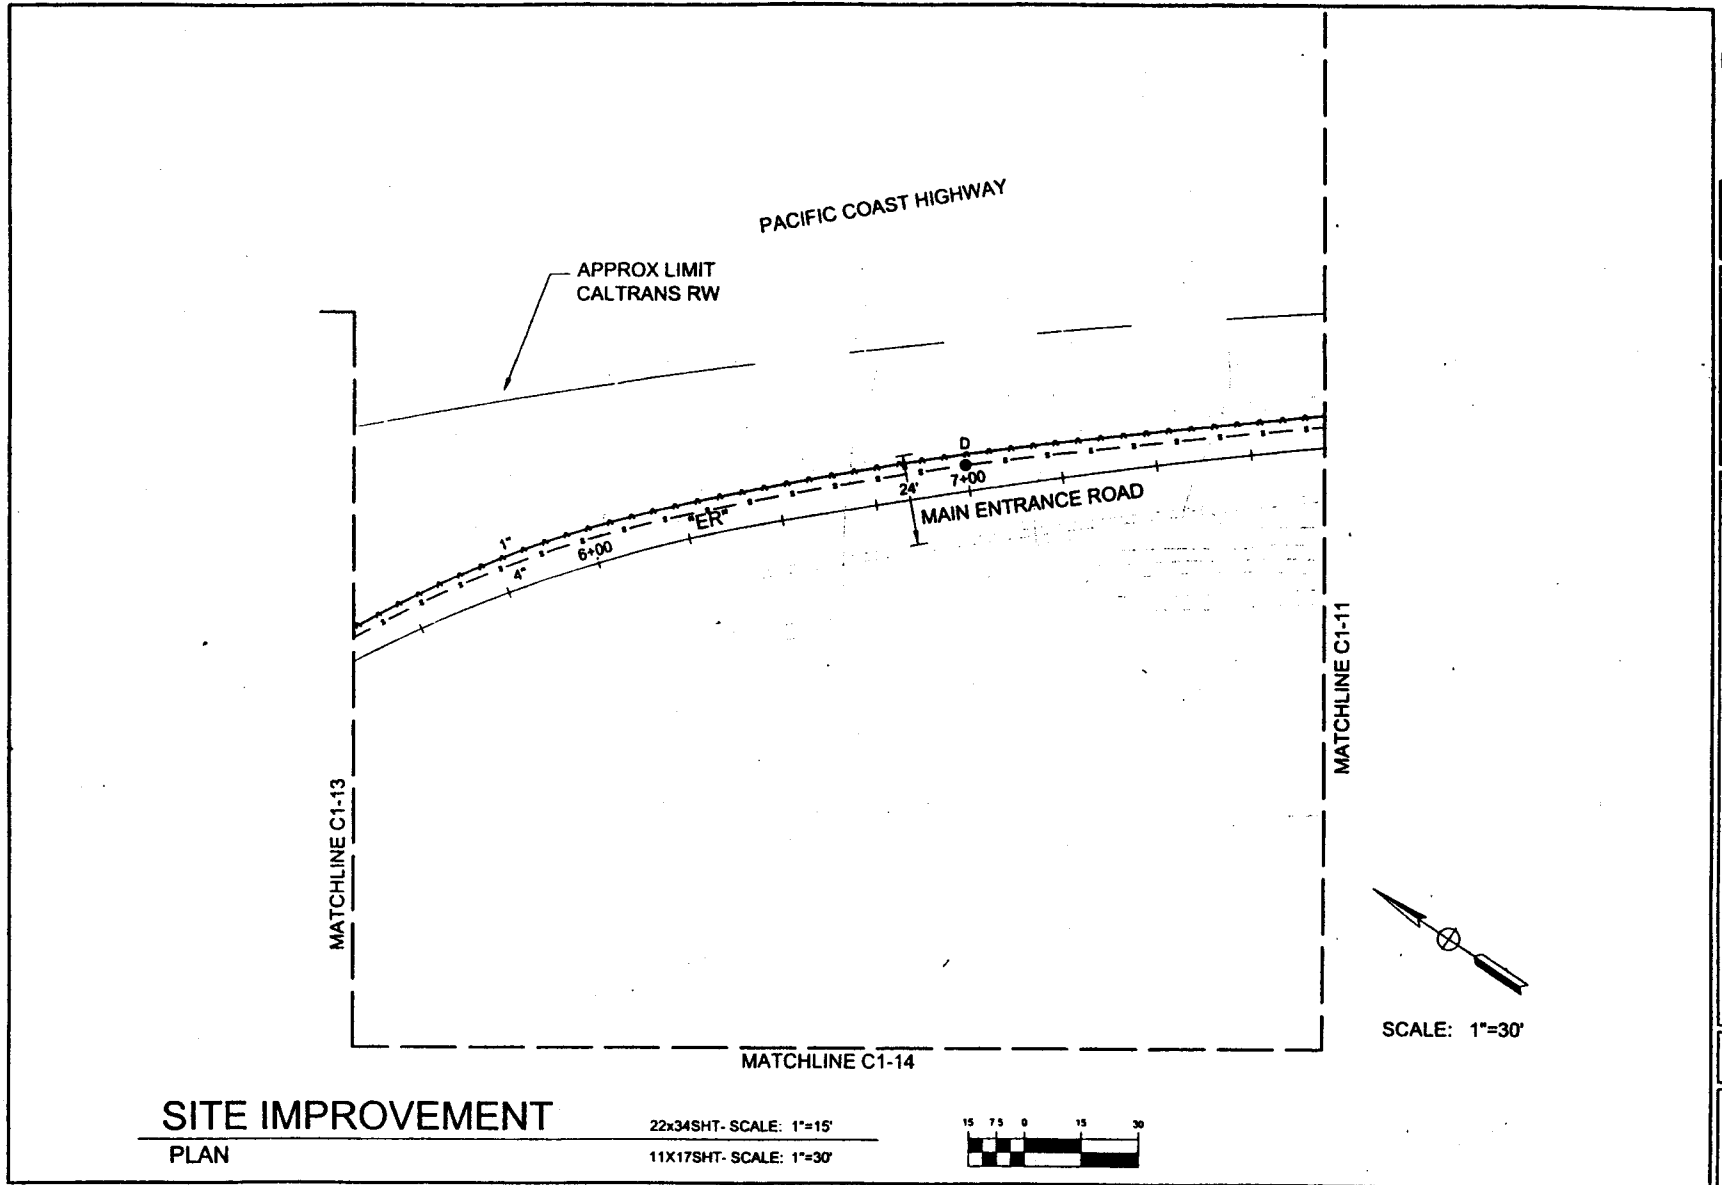 PACIFIC COAST HIGHWAY
APPROX LIMIT
CALTRANS RW
D
7+00
24'
MAIN ENTRANCE ROAD
"ER"
1"
6+00
4"
MATCHLINE C1-13
MATCHLINE C1-11
MATCHLINE C1-14
SCALE: 1"=30'
SITE IMPROVEMENT
PLAN
22x34SHT- SCALE: 1"=15'
11X17SHT- SCALE: 1"=30'
15 7 5 0 15 30